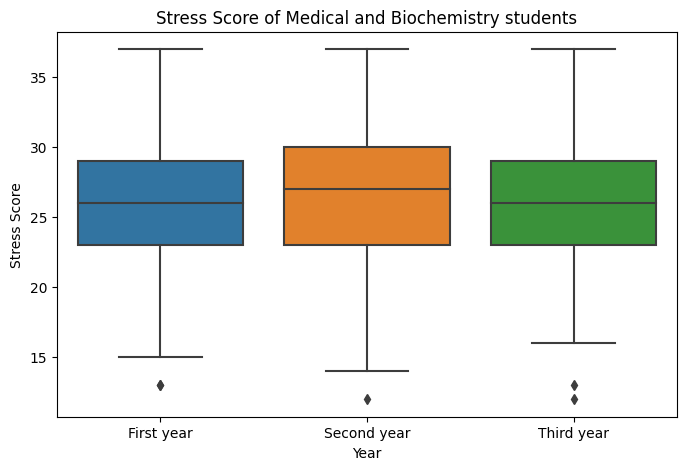 Stress Score of Medical and Biochemistry students
35
30
25
20
15
Stress Score
First year
Second year
Third year
Year